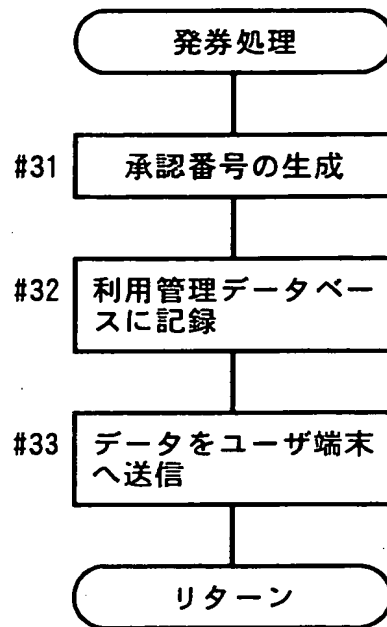 発券処理
#31 承認番号の生成
#32 利用管理データベー
スに記録
#33 データをユーザ端末
へ送信
リターン